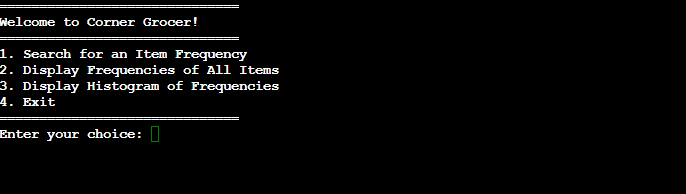 ==============================
Welcome to Corner Grocer!
==============================
1. Search for an Item Frequency
2. Display Frequencies of All Items
3. Display Histogram of Frequencies
4. Exit
==============================
Enter your choice: